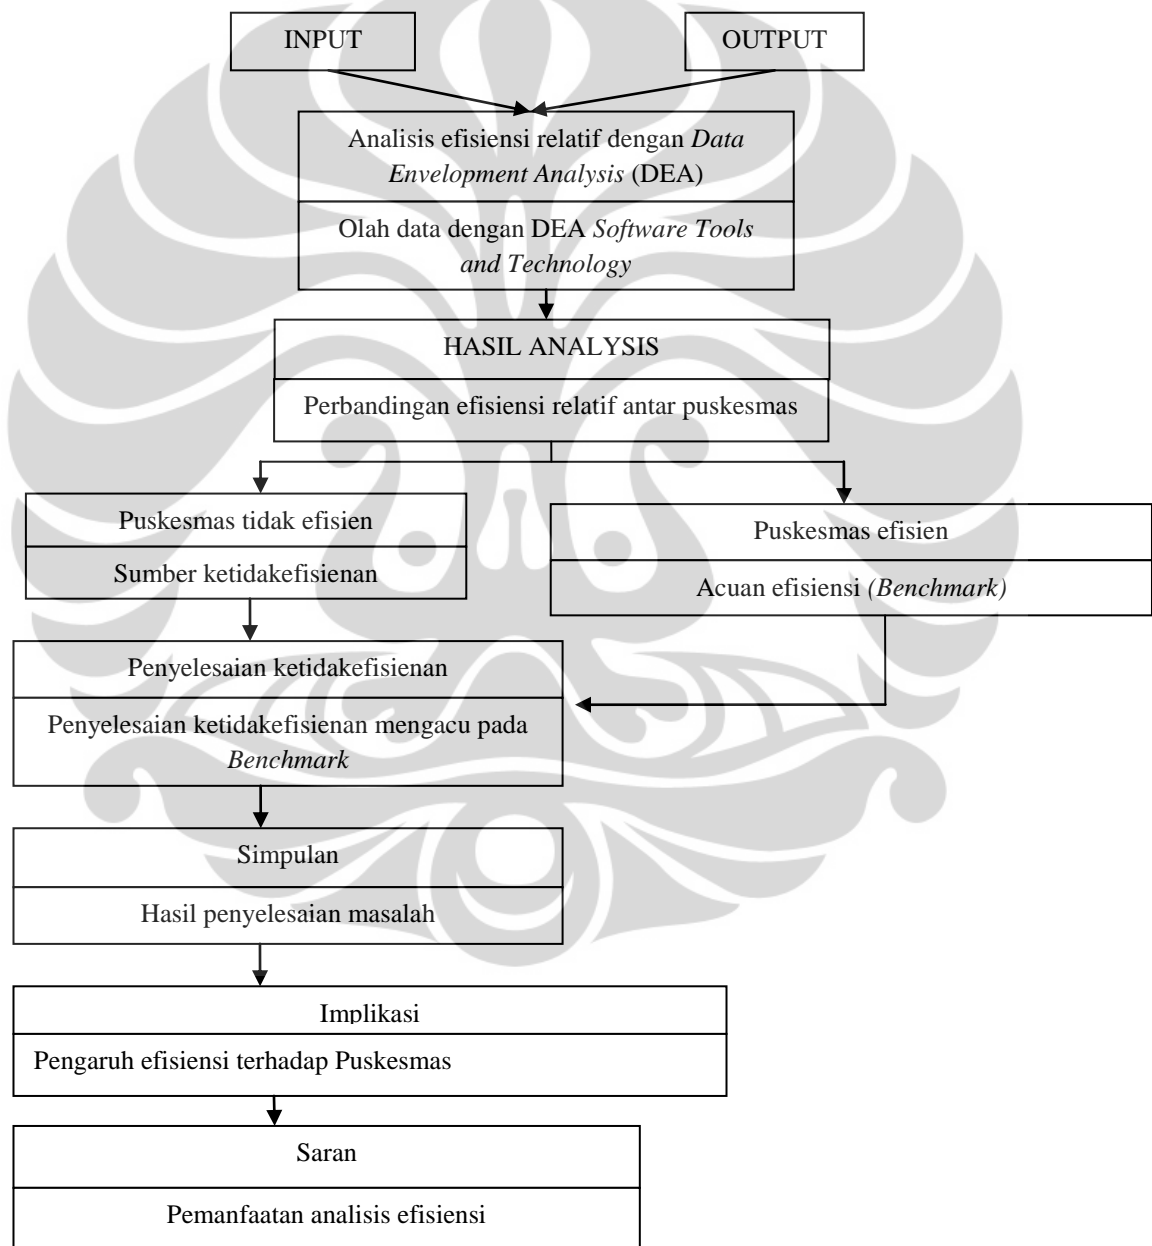 INPUT
OUTPUT
Analisis efisiensi relatif dengan Data
Envelopment Analysis (DEA)
Olah data dengan DEA Software Tools
and Technology
HASIL ANALYSIS
Perbandingan efisiensi relatif antar puskesmas
Puskesmas tidak efisien
Sumber ketidakefisienan
Puskesmas efisien
Acuan efisiensi (Benchmark)
Penyelesaian ketidakefisienan
Penyelesaian ketidakefisienan mengacu pada
Benchmark
Simpulan
Hasil penyelesaian masalah
Implikasi
Pengaruh efisiensi terhadap Puskesmas
Saran
Pemanfaatan analisis efisiensi